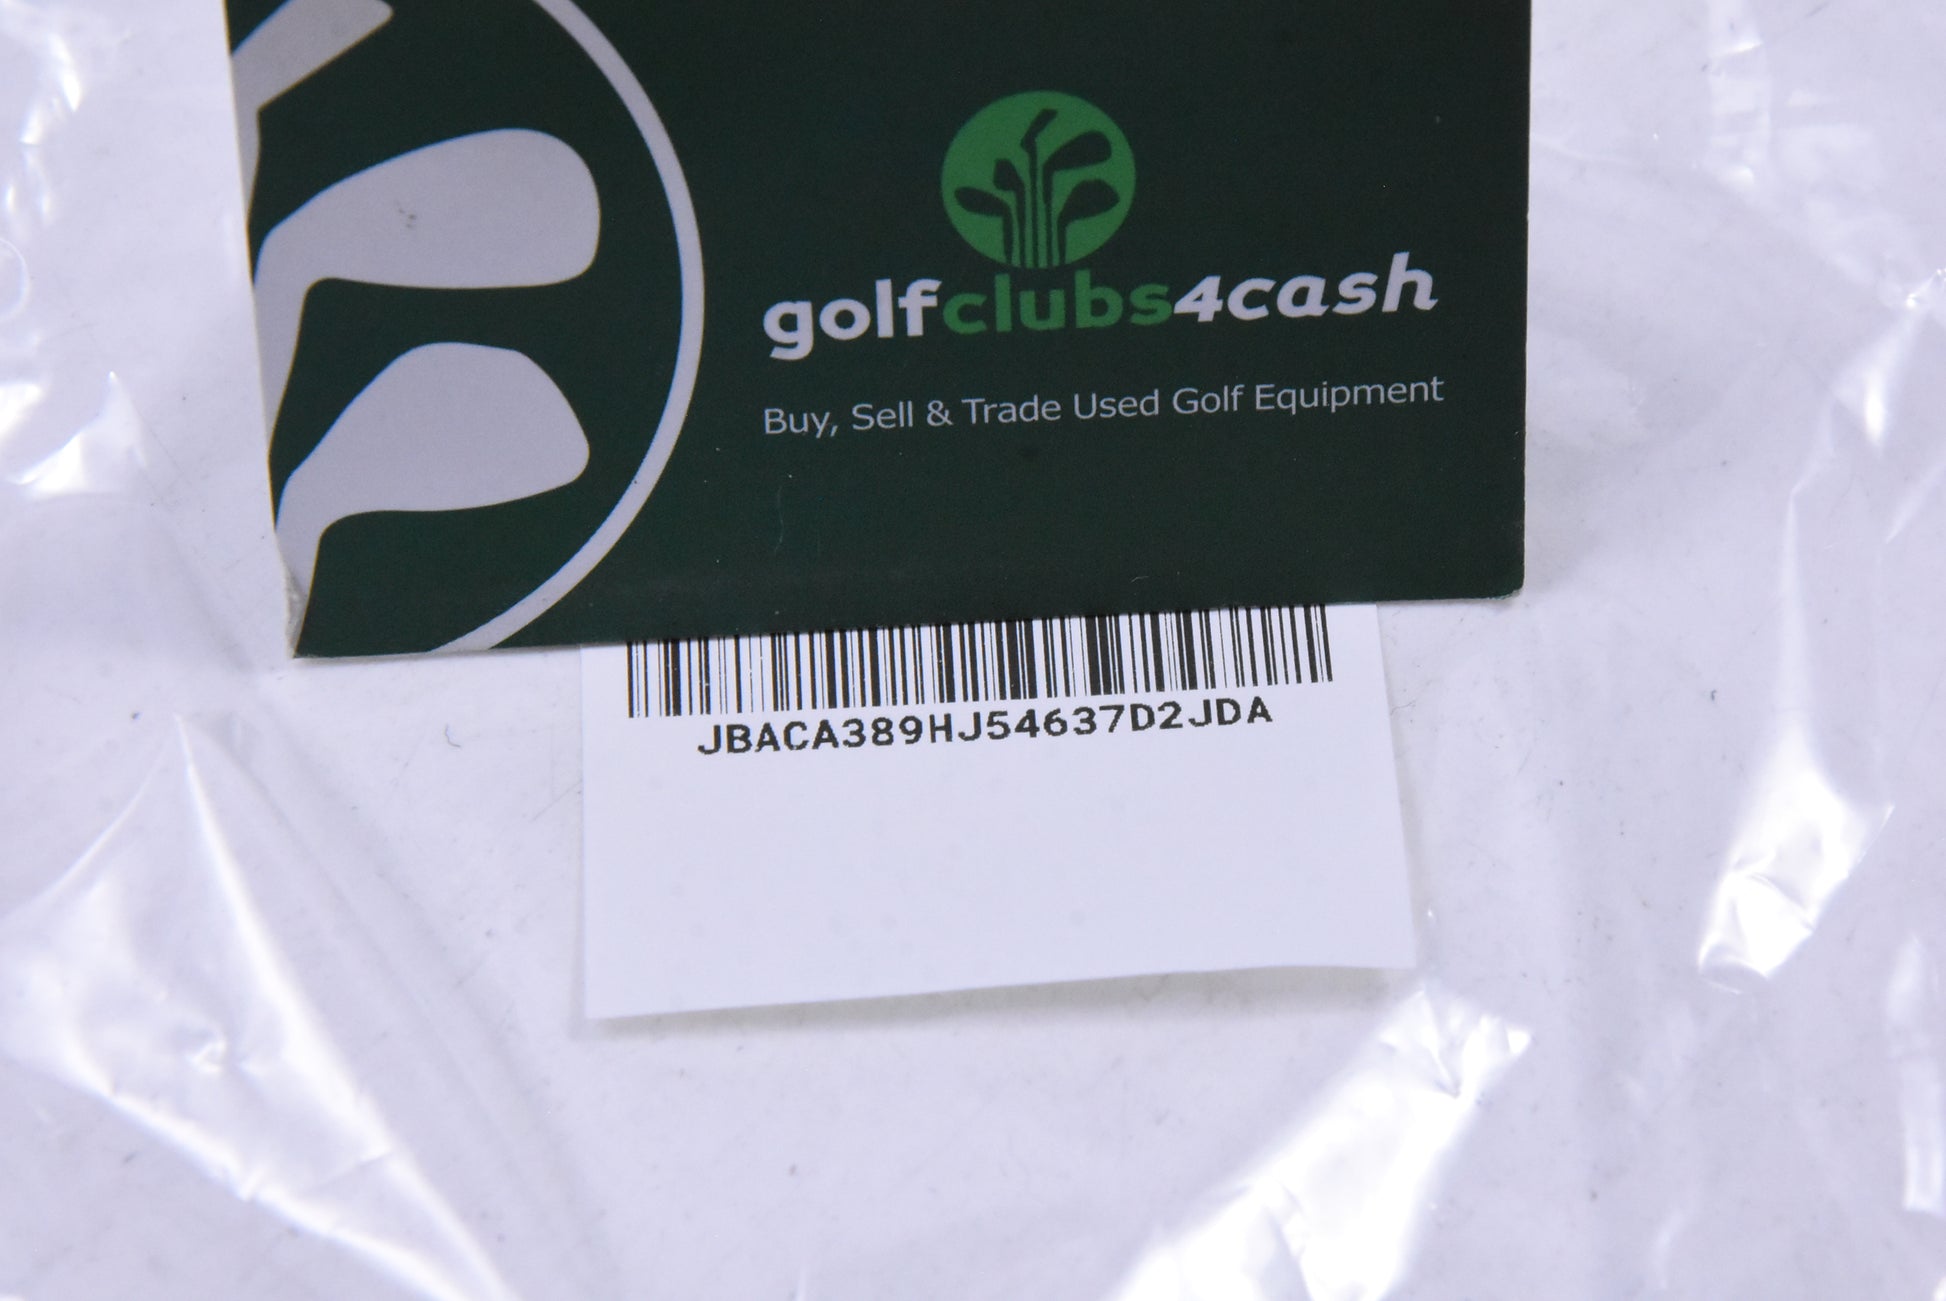 golfclubs4cash
Buy, Sell & Trade Used Golf Equipment
JBACA389HJ54637D2JDA